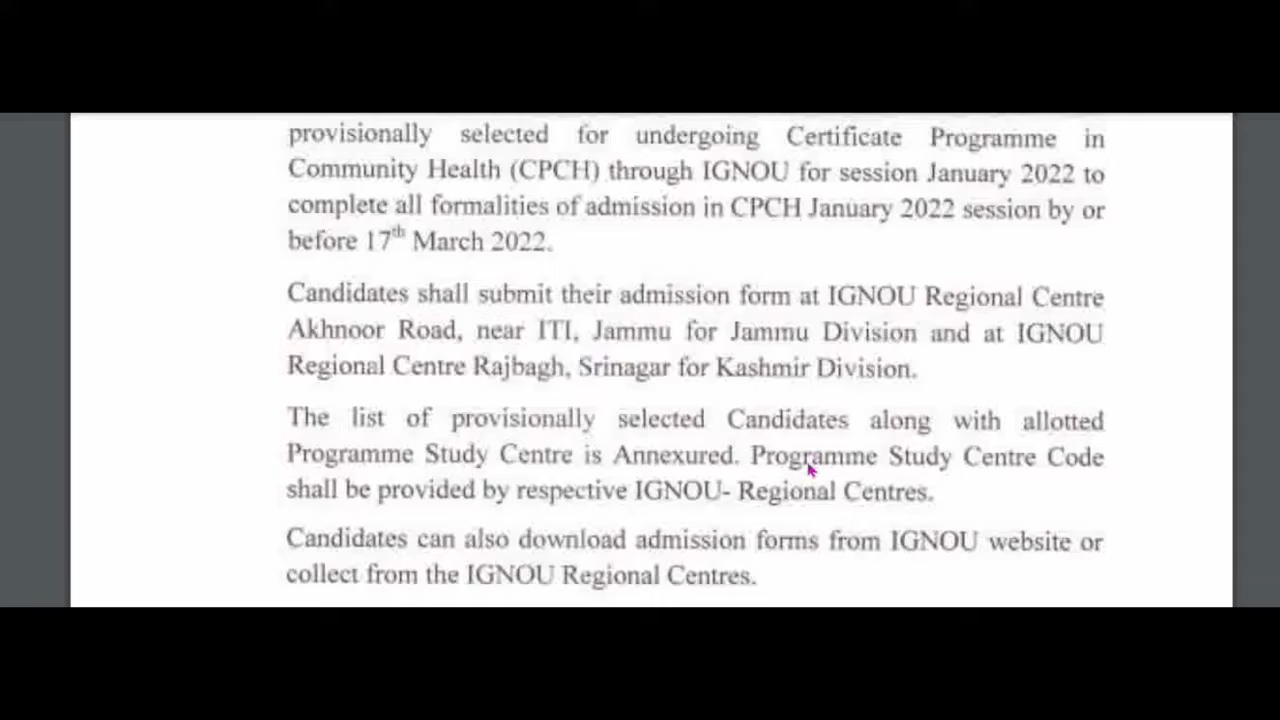 provisionally selected for undergoing Certificate Programme in
Community Health (CPCH) through IGNOU for session January 2022 to
complete all formalities of admission in CPCH January 2022 session by or
before 17th March 2022.
Candidates shall submit their admission form at IGNOU Regional Centre
Akhnoor Road, near ITI, Jammu for Jammu Division and at IGNOU
Regional Centre Rajbagh, Srinagar for Kashmir Division.
The list of provisionally selected Candidates along with allotted
Programme Study Centre is Annexured. Programme Study Centre Code
shall be provided by respective IGNOU- Regional Centres.
Candidates can also download admission forms from IGNOU website or
collect from the IGNOU Regional Centres.